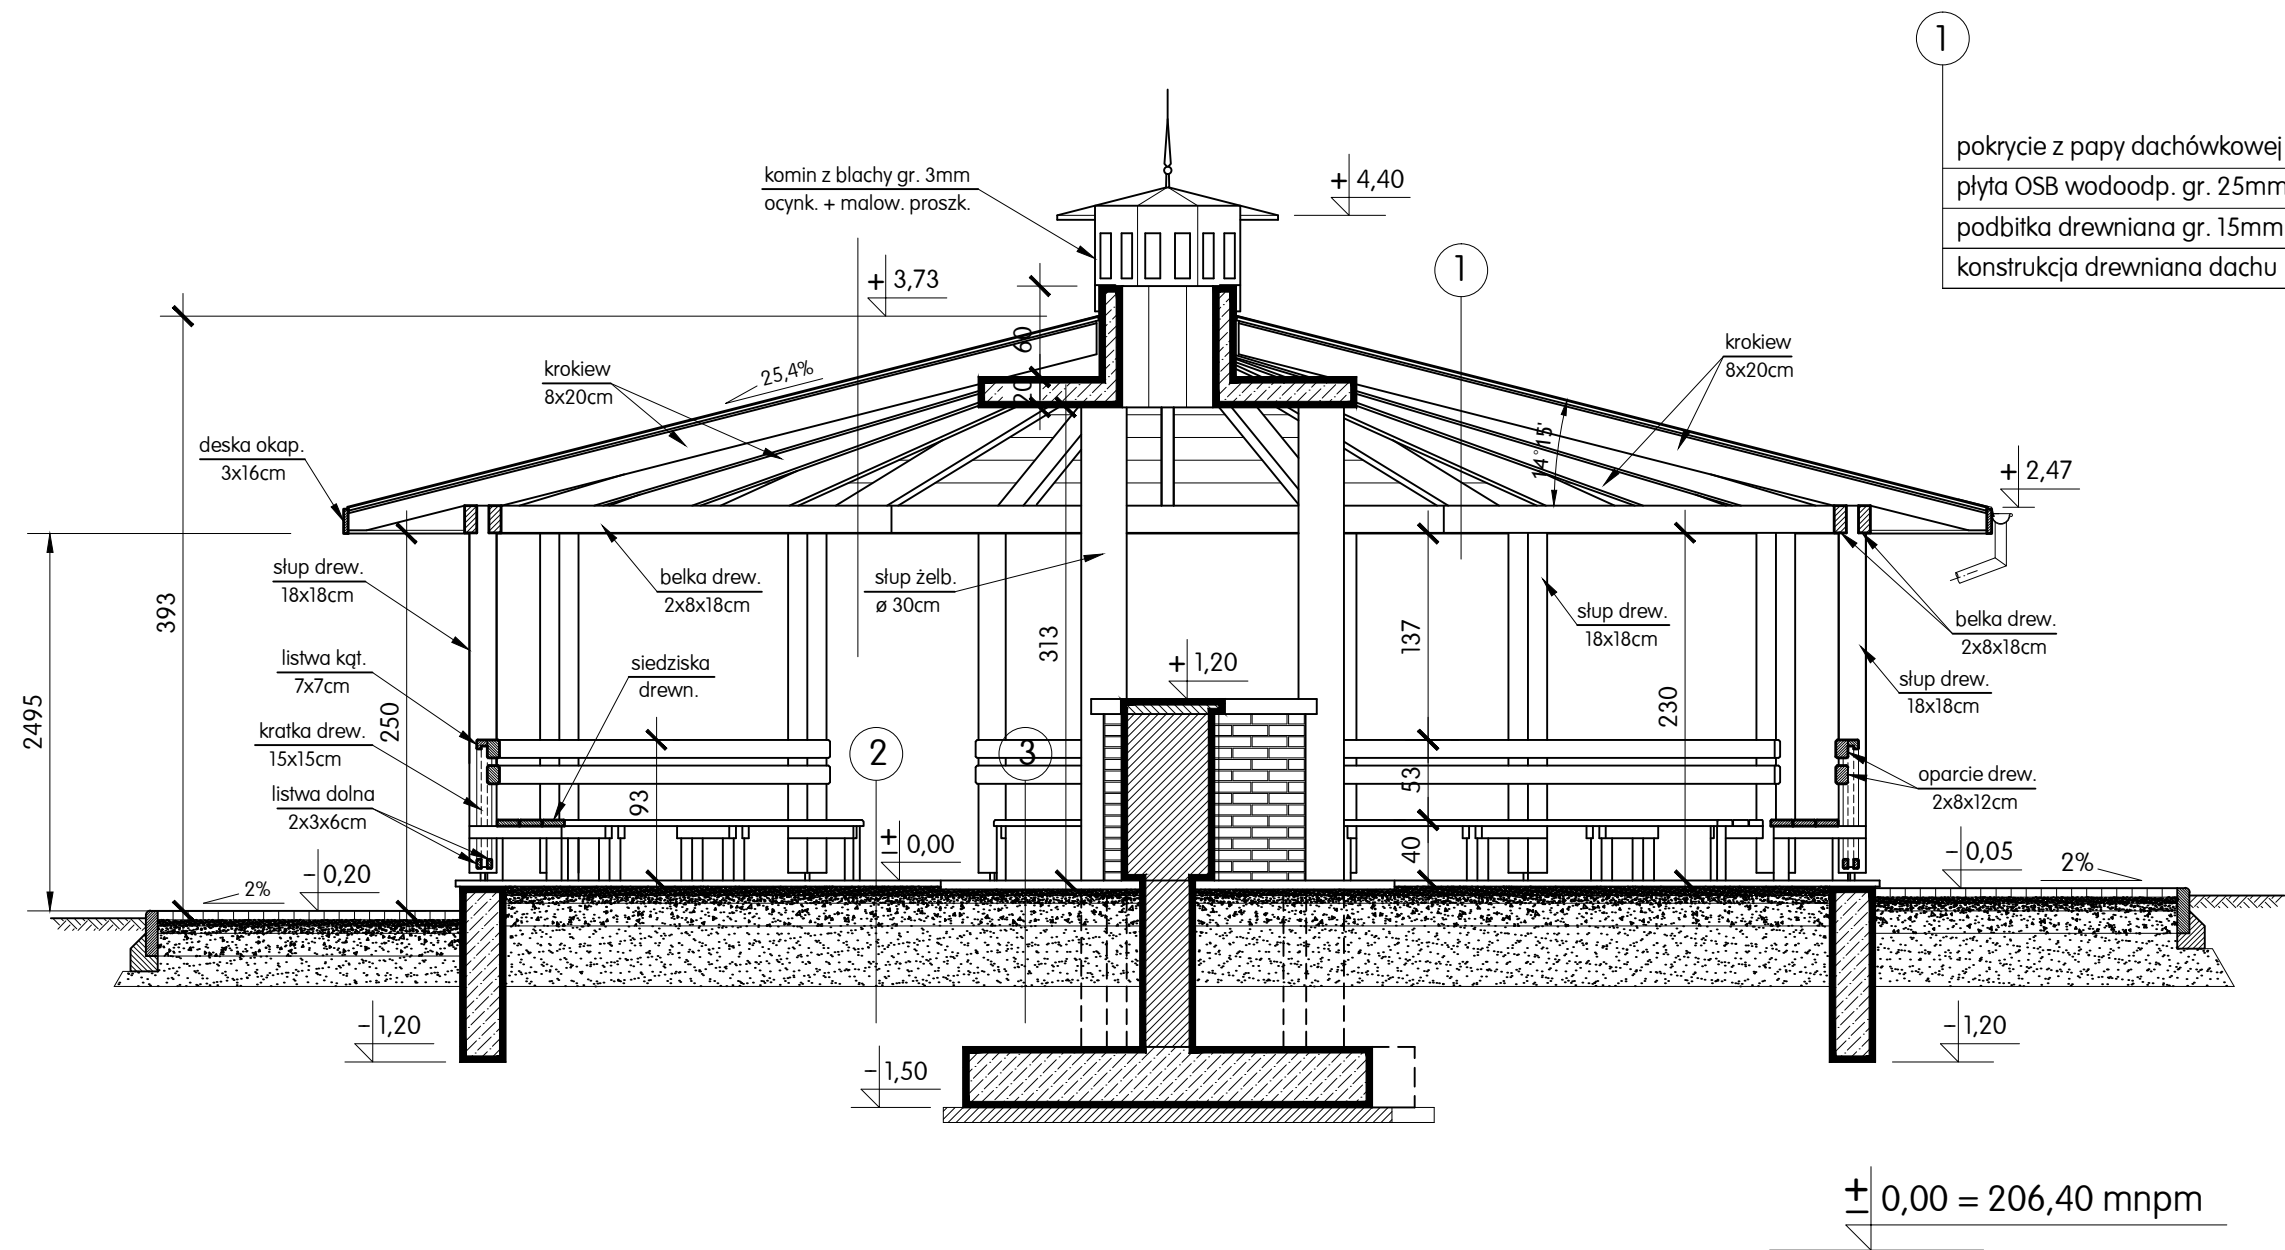 1
pokrycie z papy dachówkowej
płyta OSB wodoodp. gr. 25mm
podbitka drewniana gr. 15mm
konstrukcja drewniana dachu
komin z blachy gr. 3mm
ocynk. + malow. proszk.
+ 4,40
+ 3,73
1
60
20
krokiew
8x20cm
25,4%
krokiew
8x20cm
14°15'
deska okap.
3x16cm
+ 2,47
słup drew.
18x18cm
belka drew.
2x8x18cm
słup żelb.
ø 30cm
słup drew.
18x18cm
belka drew.
2x8x18cm
393
313
137
listwa kąt.
7x7cm
siedziska
drewn.
+ 1,20
słup drew.
18x18cm
2495
250
230
kratka drew.
15x15cm
2
3
53
oparcie drew.
2x8x12cm
listwa dolna
2x3x6cm
93
± 0,00
40
- 0,20
2%
- 0,05
2%
- 1,20
- 1,50
- 1,20
± 0,00 = 206,40 mnpm